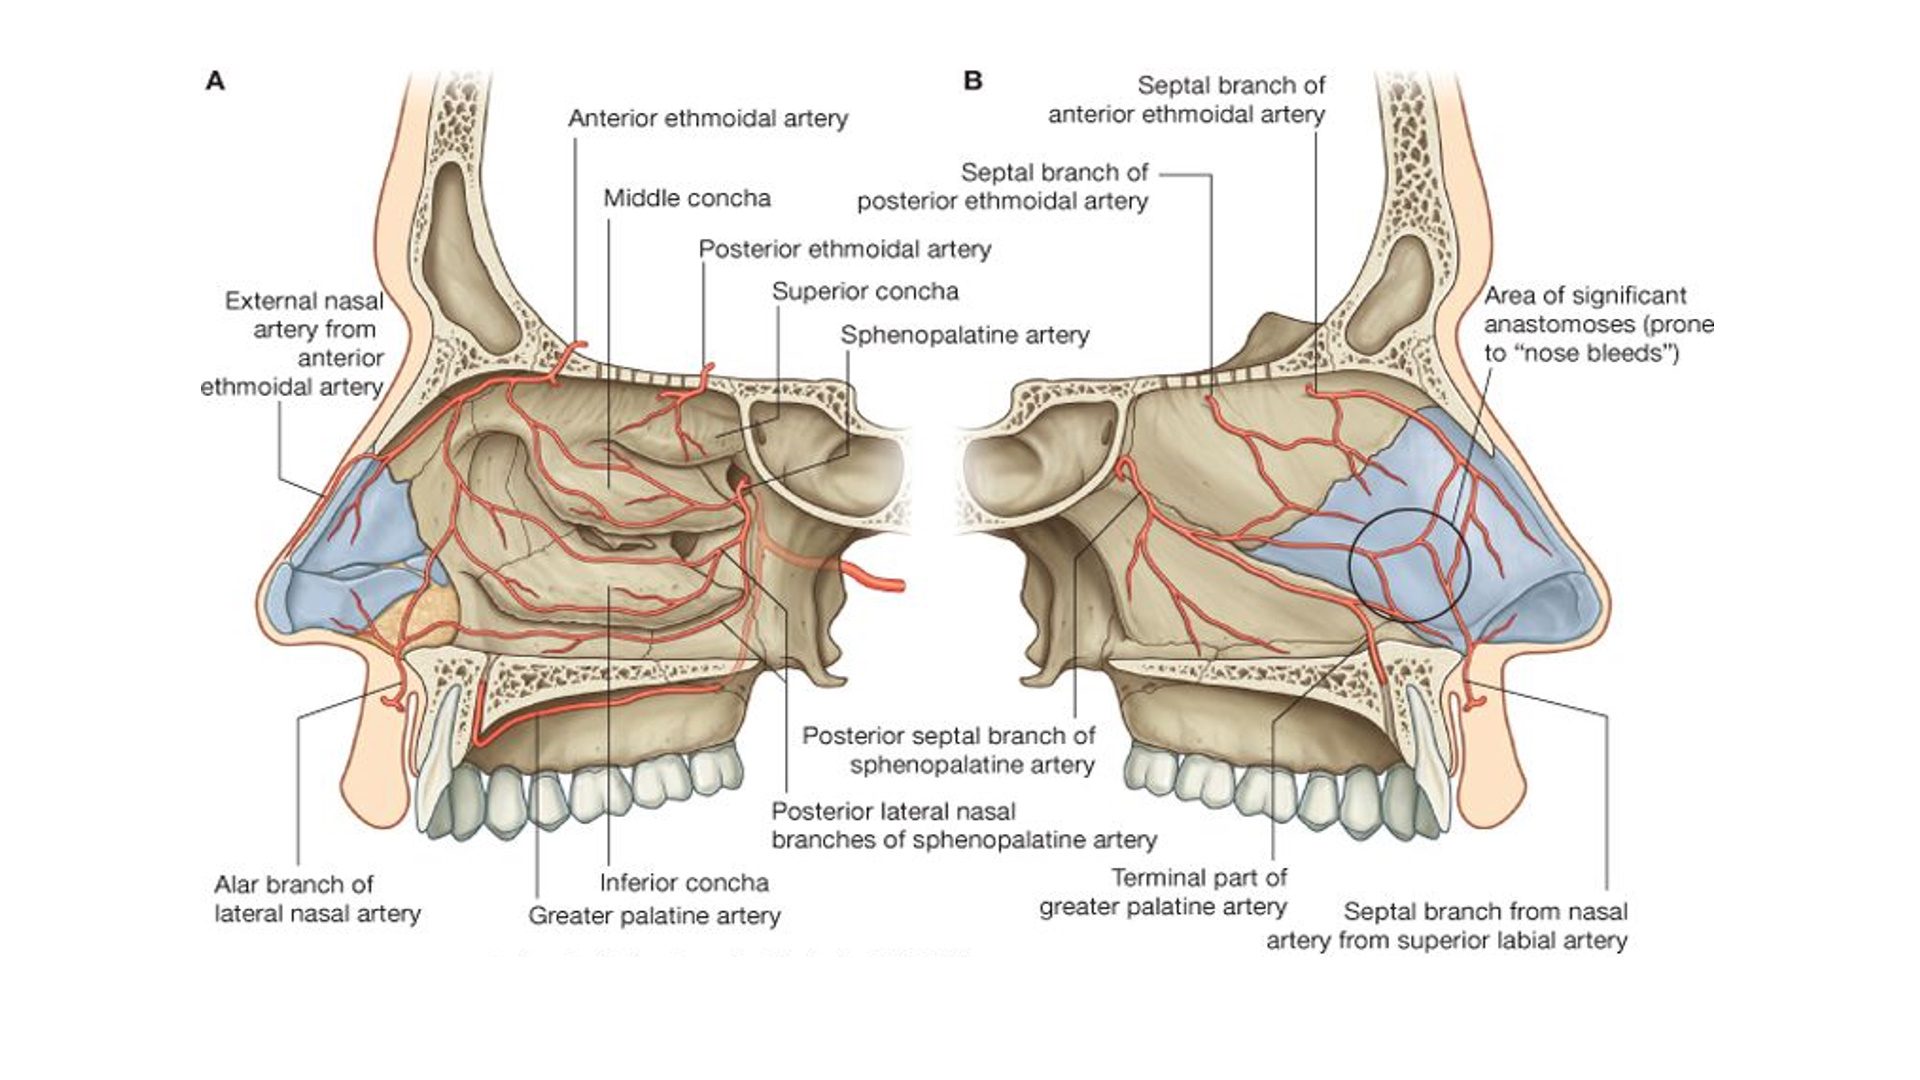 A
Anterior ethmoidal artery
Middle concha
Posterior ethmoidal artery
Superior concha
Sphenopalatine artery
External nasal
artery from
anterior
ethmoidal artery
Alar branch of
lateral nasal artery
Inferior concha
Greater palatine artery
Posterior lateral nasal
branches of sphenopalatine artery
B
Septal branch of
anterior ethmoidal artery
Septal branch of
posterior ethmoidal artery
Area of significant
anastomoses (prone
to “nose bleeds”)
Posterior septal branch of
sphenopalatine artery
Terminal part of
greater palatine artery
Septal branch from nasal
artery from superior labial artery